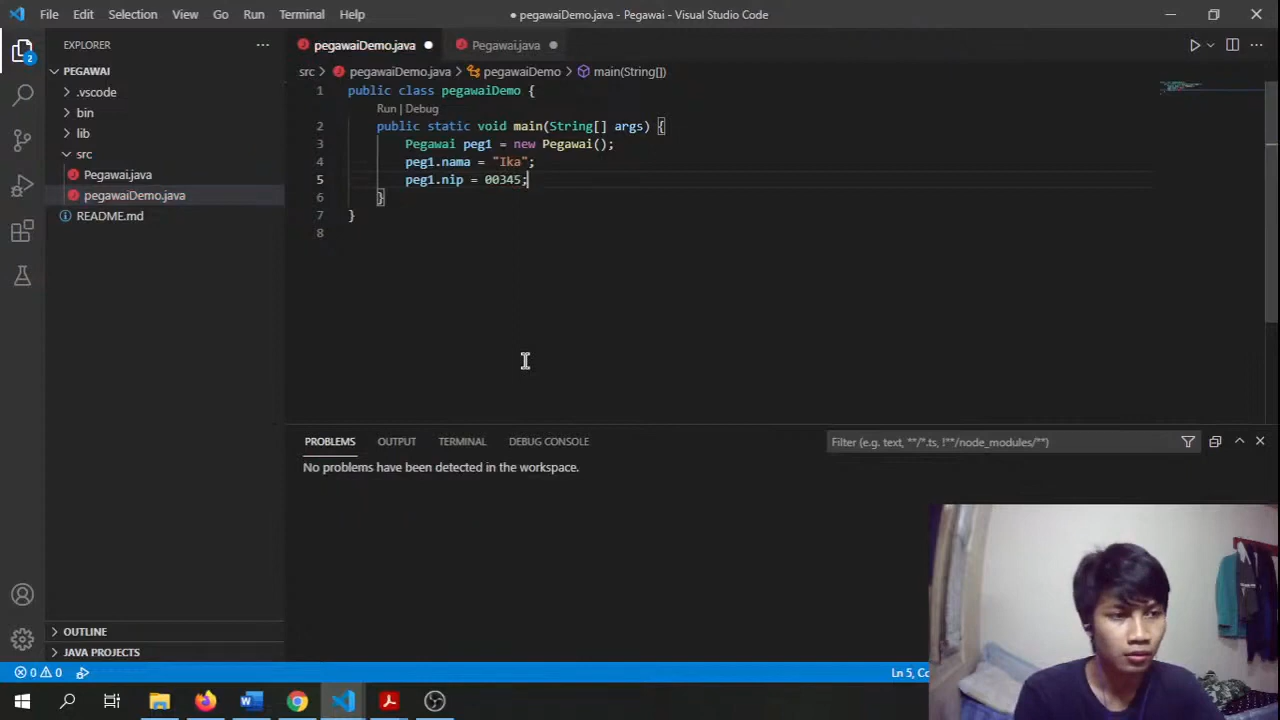 File Edit Selection View Go Run Terminal Help
● pegawaiDemo.java - Pegawai - Visual Studio Code
EXPLORER
2
PEGAWAI
.vscode
bin
lib
src
Pegawai.java
pegawaiDemo.java
README.md
OUTLINE
JAVA PROJECTS
pegawaiDemo.java ● Pegawai.java ●
src > pegawaiDemo.java > pegawaiDemo > main(String[])
1 public class pegawaiDemo {
Run | Debug
2 public static void main(String[] args) {
3 Pegawai peg1 = new Pegawai();
4 peg1.nama = "Ika";
5 peg1.nip = 00345;
6 }
7 }
8
PROBLEMS OUTPUT TERMINAL DEBUG CONSOLE
Filter (e.g. text, **/*.ts, !**/node_modules/**)
No problems have been detected in the workspace.
0 0
Ln 5, Co